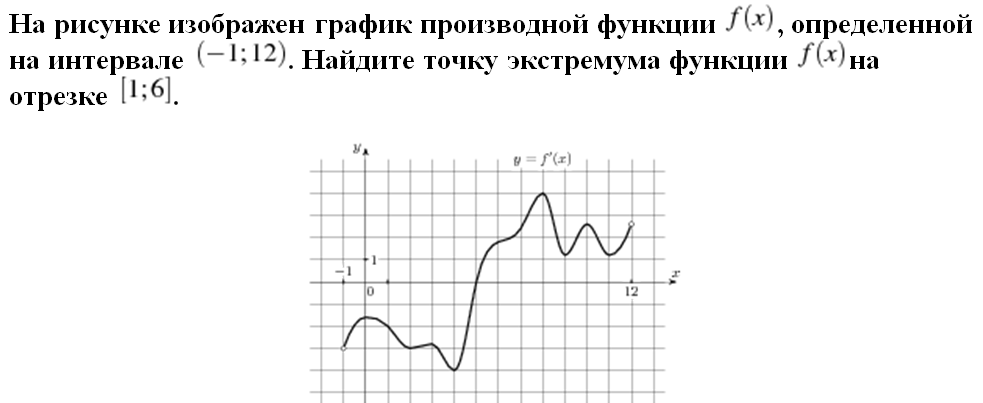 На рисунке изображен график производной функции f(x), определенной
на интервале (−1;12). Найдите точку экстремума функции f(x) на
отрезке [1;6].
y
y = f'(x)
1
−1
x
0
12